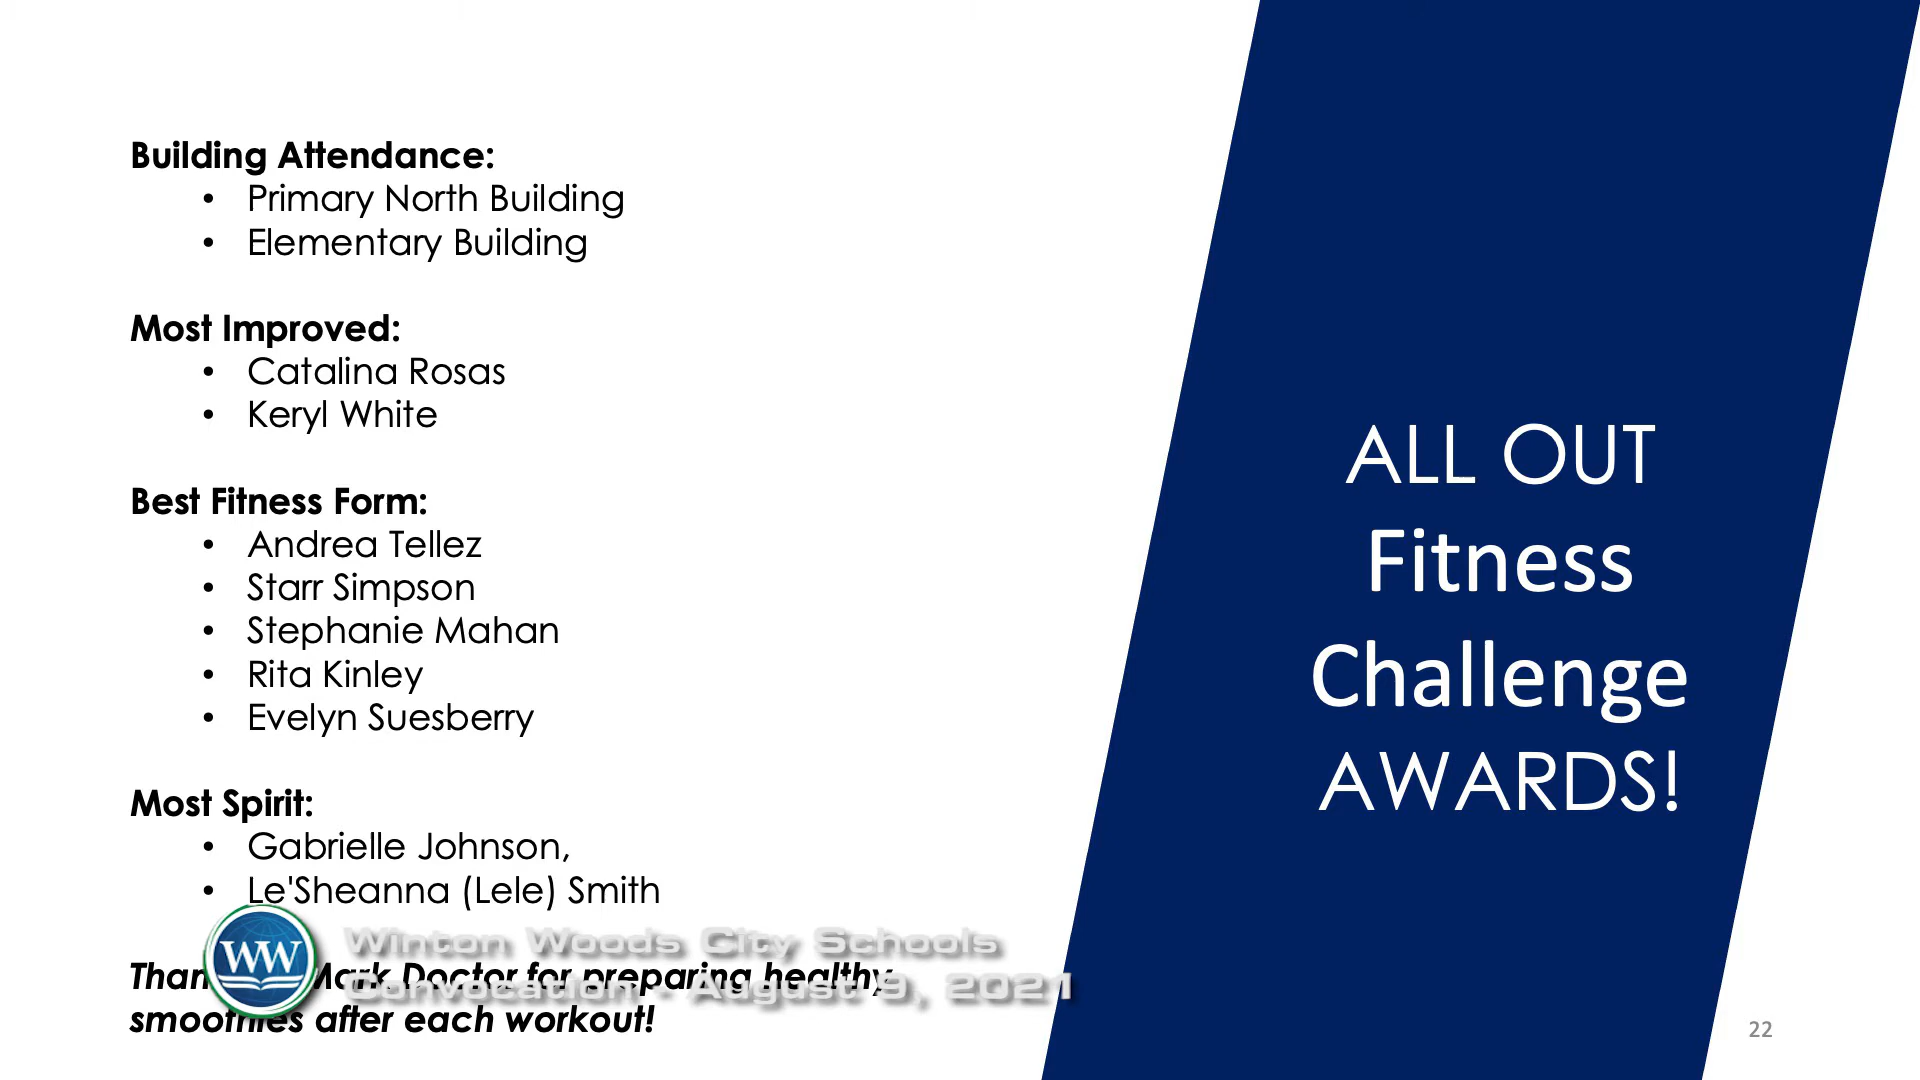 Building Attendance:
• Primary North Building
• Elementary Building
Most Improved:
• Catalina Rosas
• Keryl White
Best Fitness Form:
• Andrea Tellez
• Starr Simpson
• Stephanie Mahan
• Rita Kinley
• Evelyn Suesberry
Most Spirit:
• Gabrielle Johnson,
• Le'Sheanna (Lele) Smith
Mark Doctor for preparing healthy
smoothies after each workout!
WW
Winton Woods City Schools
Convocation - August 9, 2021
ALL OUT
Fitness
Challenge
AWARDS!
22